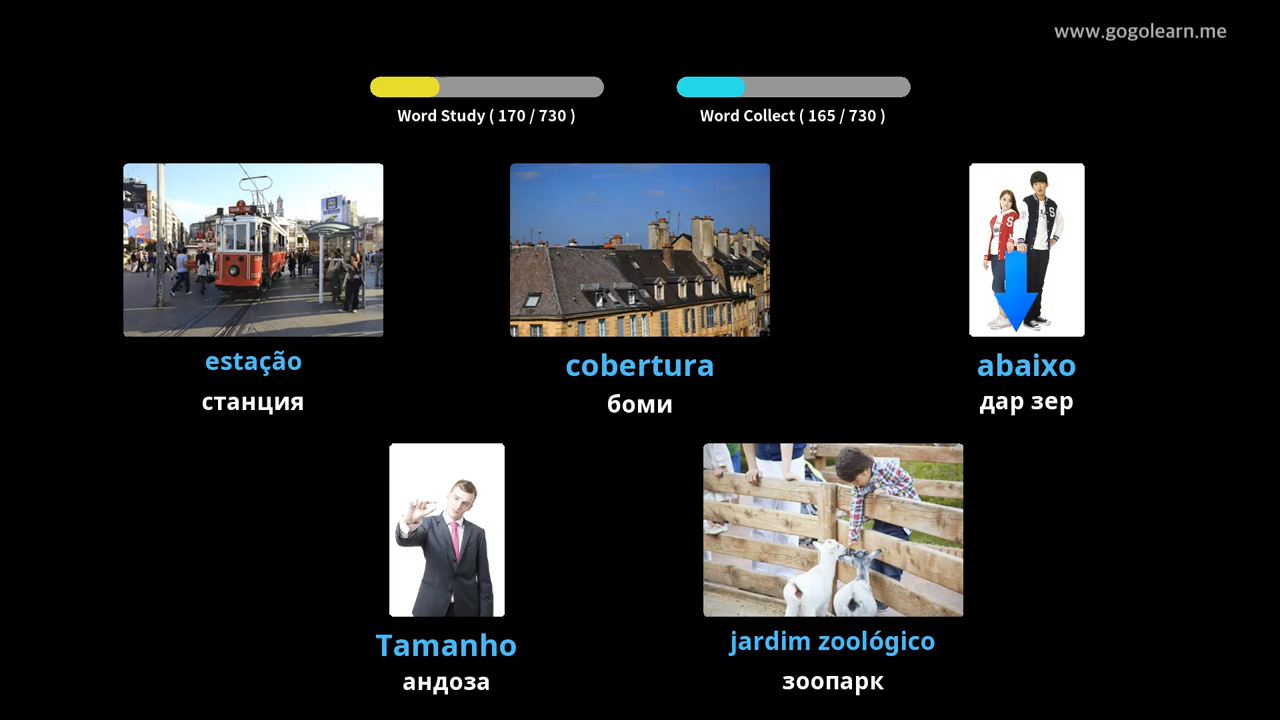 www.gogolearn.me
Word Study ( 170 / 730 )
Word Collect ( 165 / 730 )
estação
станция
cobertura
боми
abaixo
дар зер
Tamanho
андоза
jardim zoológico
зоопарк